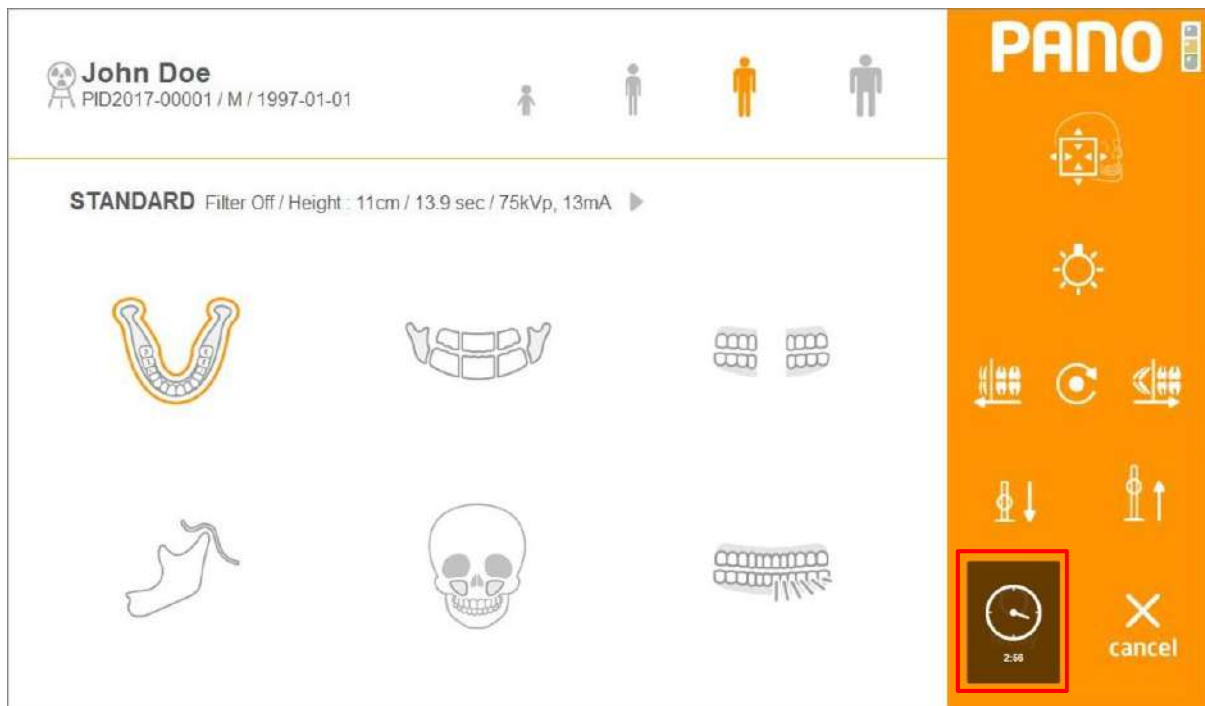 PANO
John Doe
PID2017-00001 / M / 1997-01-01
STANDARD Filter Off / Height : 11cm / 13.9 sec / 75kVp, 13mA
2:56
cancel